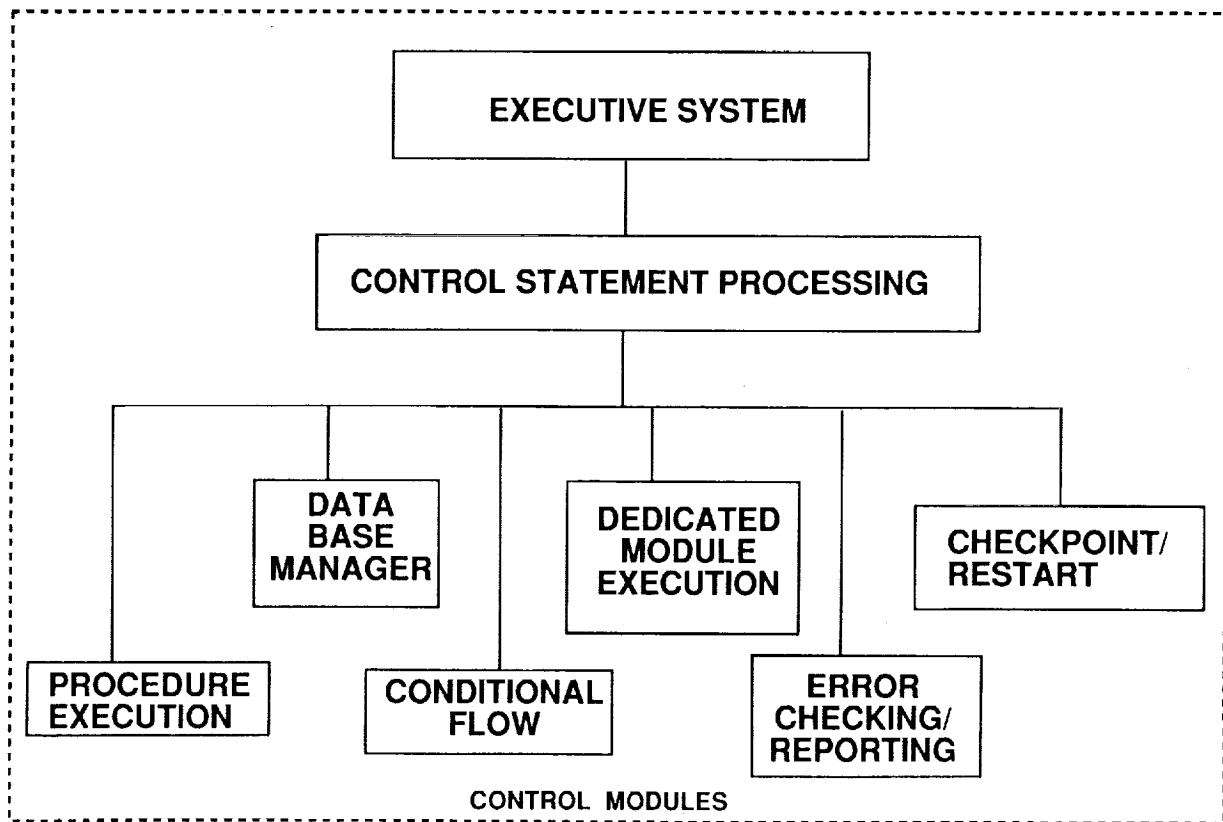 EXECUTIVE SYSTEM
CONTROL STATEMENT PROCESSING
DATA
BASE
MANAGER
DEDICATED
MODULE
EXECUTION
CHECKPOINT/
RESTART
PROCEDURE
EXECUTION
CONDITIONAL
FLOW
ERROR
CHECKING/
REPORTING
CONTROL MODULES